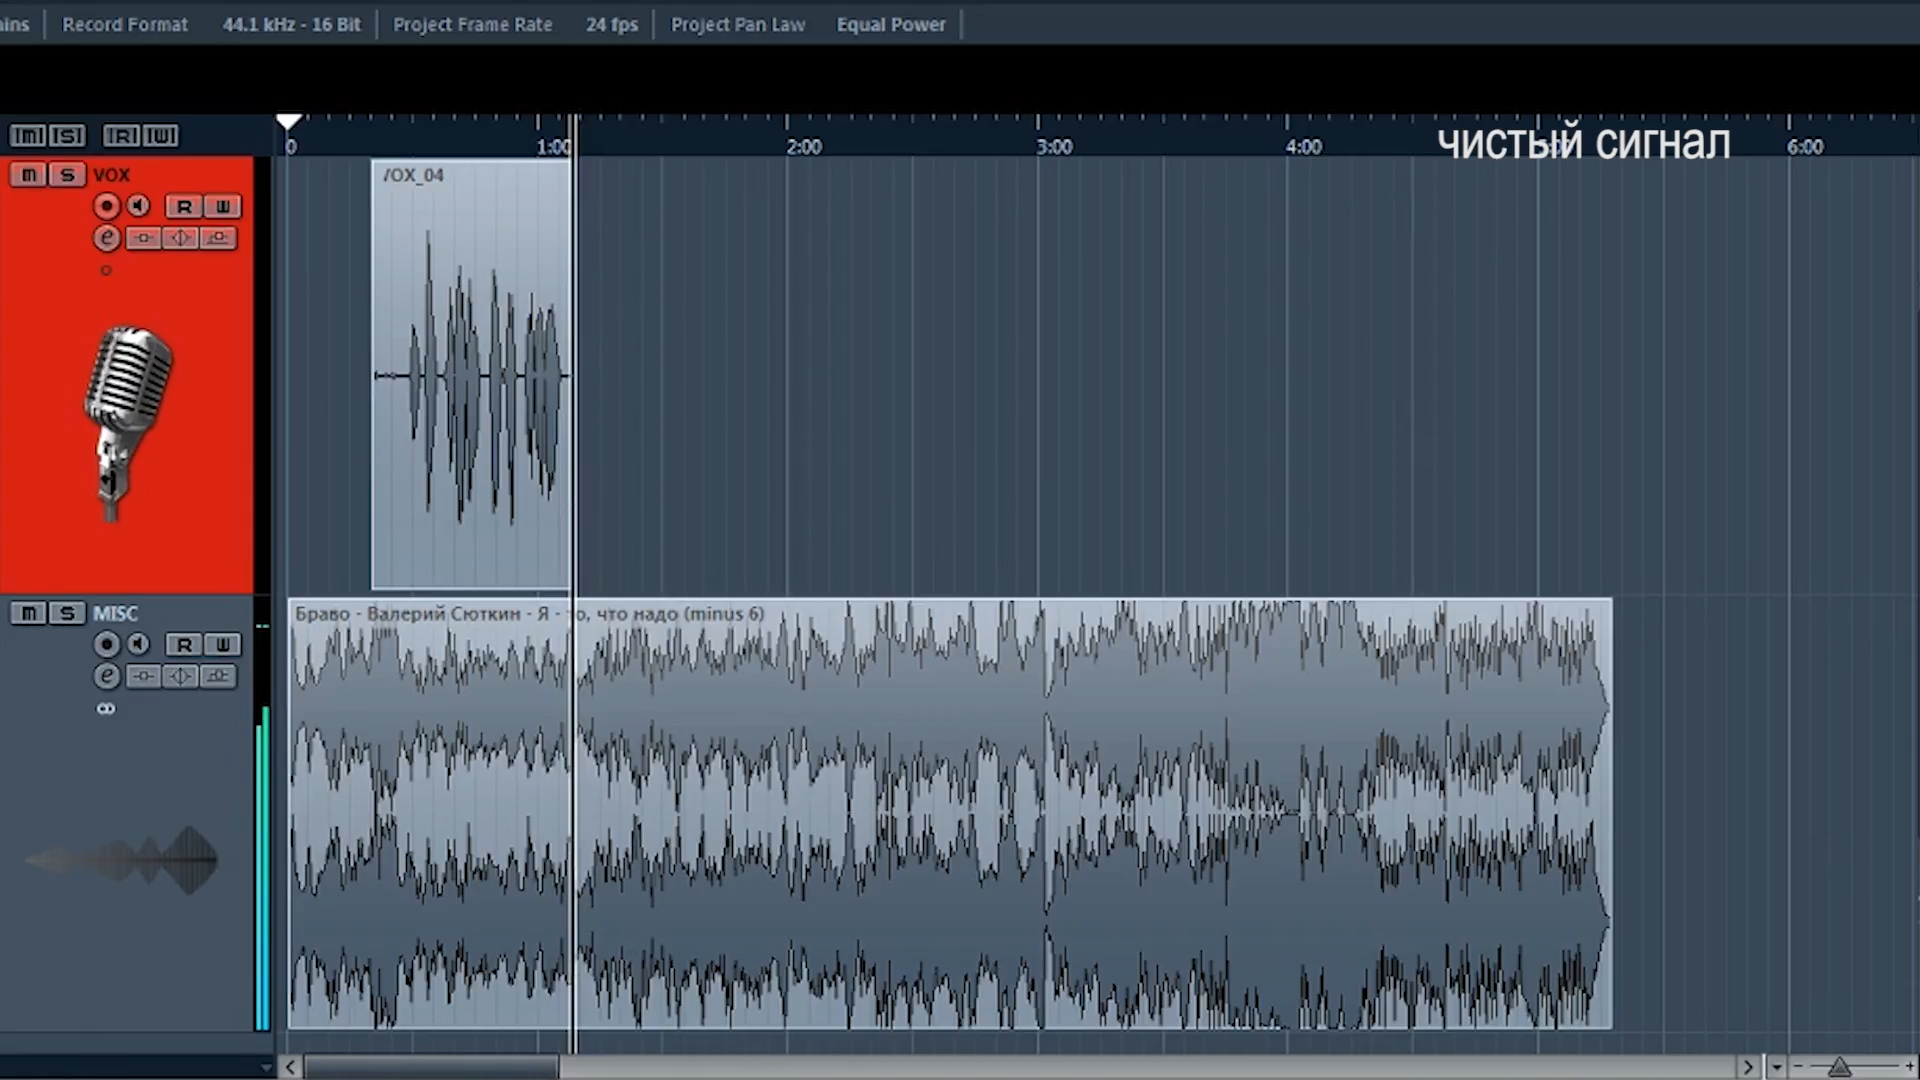 ins Record Format 44.1 kHz - 16 Bit Project Frame Rate 24 fps Project Pan Law Equal Power
m S R W
0 1:00 2:00 3:00 4:00 6:00
чистый сигнал
m S VOX
R W
e
VOX_04
m S MISC
R W
e
Браво - Валерий Сюткин - Я - то, что надо (minus 6)